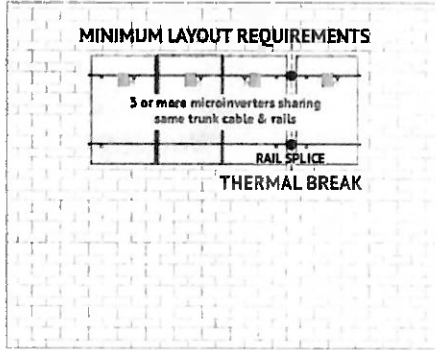 MINIMUM LAYOUT REQUIREMENTS
3 or more microinverters sharing
same trunk cable & rails
RAIL SPLICE
THERMAL BREAK